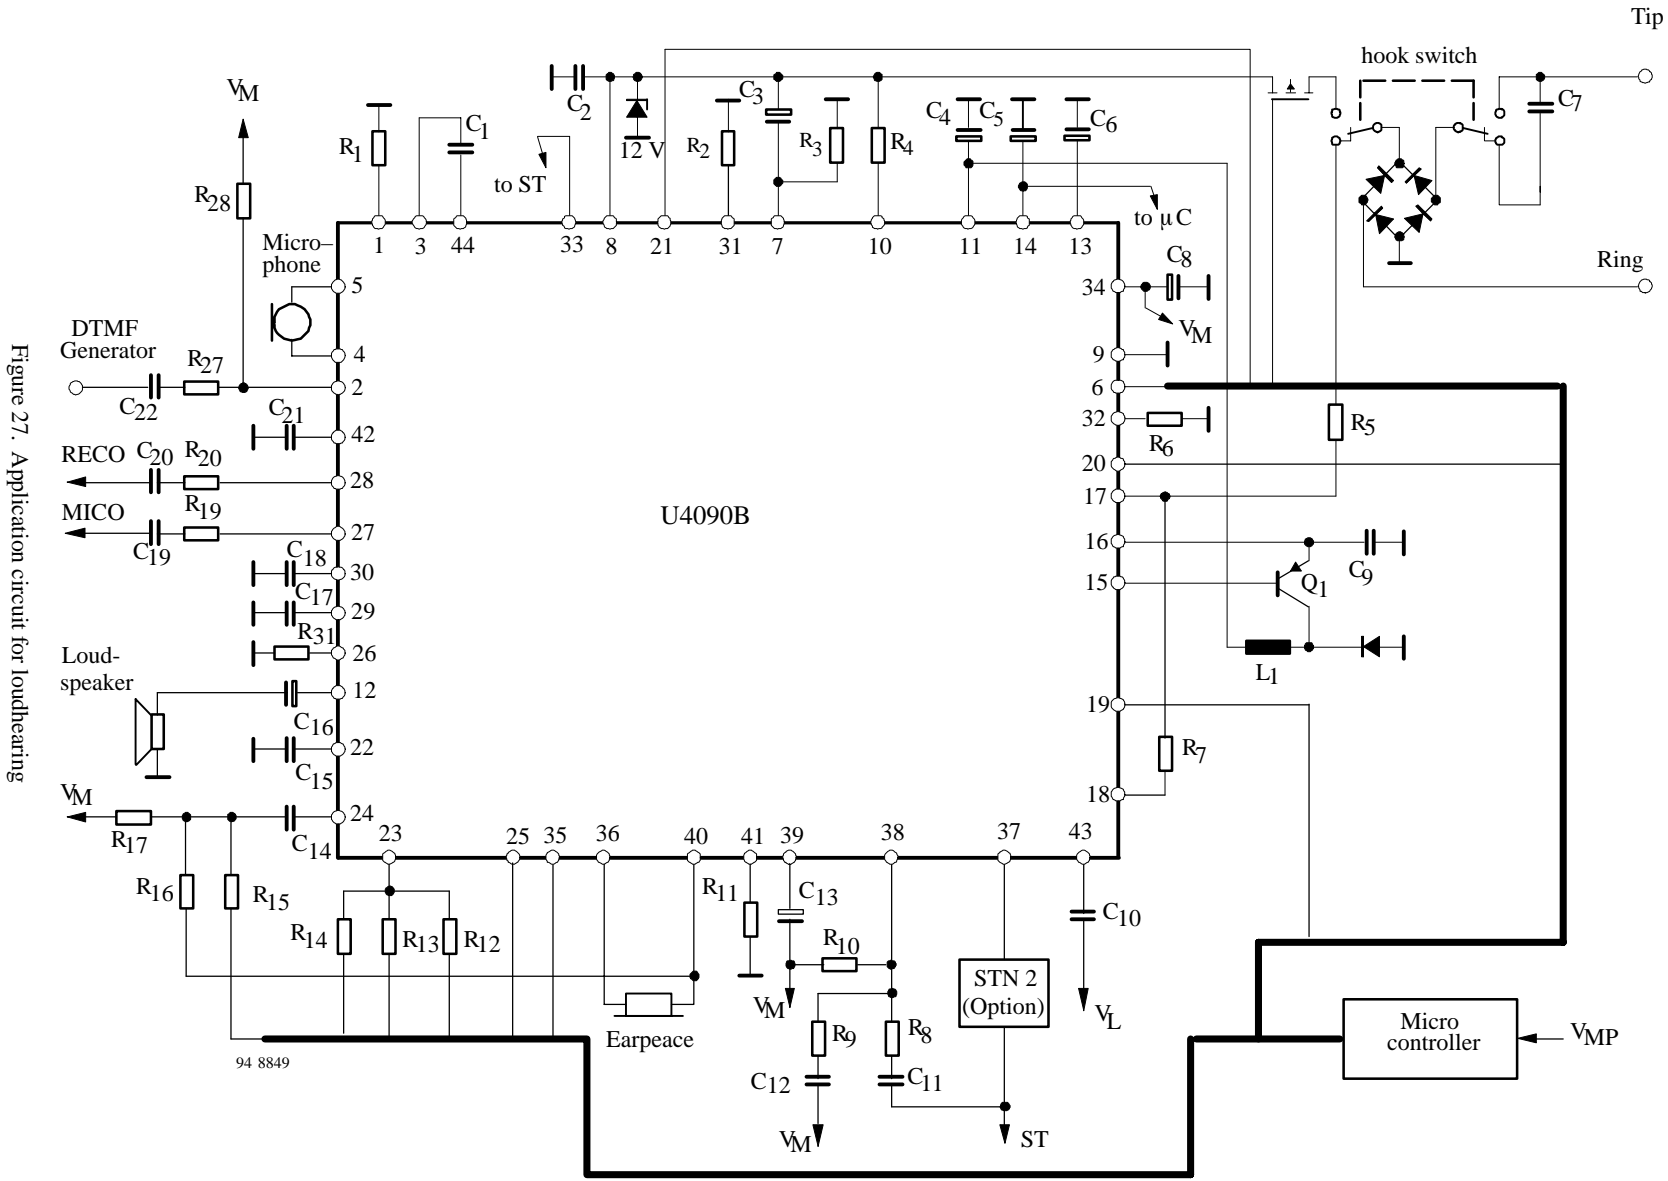 Tip
hook switch
C7
VM
C2
C3
12 V
R1
C1
to ST
R2
R3
R4
C4
C5
C6
to µ C
R28
Micro–
phone
1
3
44
33
8
21
31
7
10
11
14
13
C8
34
VM
Ring
5
4
DTMF
Generator
R27
C22
2
9
6
C21
42
32
R6
R5
RECO
C20
R20
28
20
MICO
R19
C19
27
17
U4090B
C18
30
16
C9
C17
29
15
Q1
R31
26
L1
Loud-
speaker
12
C16
19
22
C15
R7
VM
R17
24
C14
18
23
25
35
36
40
41
39
38
37
43
R16
R15
R14
R13
R12
R11
C13
R10
C10
STN 2
(Option)
VM
VL
Earpeace
R9
R8
C12
C11
VM
ST
Micro
controller
VMP
94 8849
Figure 27. Application circuit for loudhearing